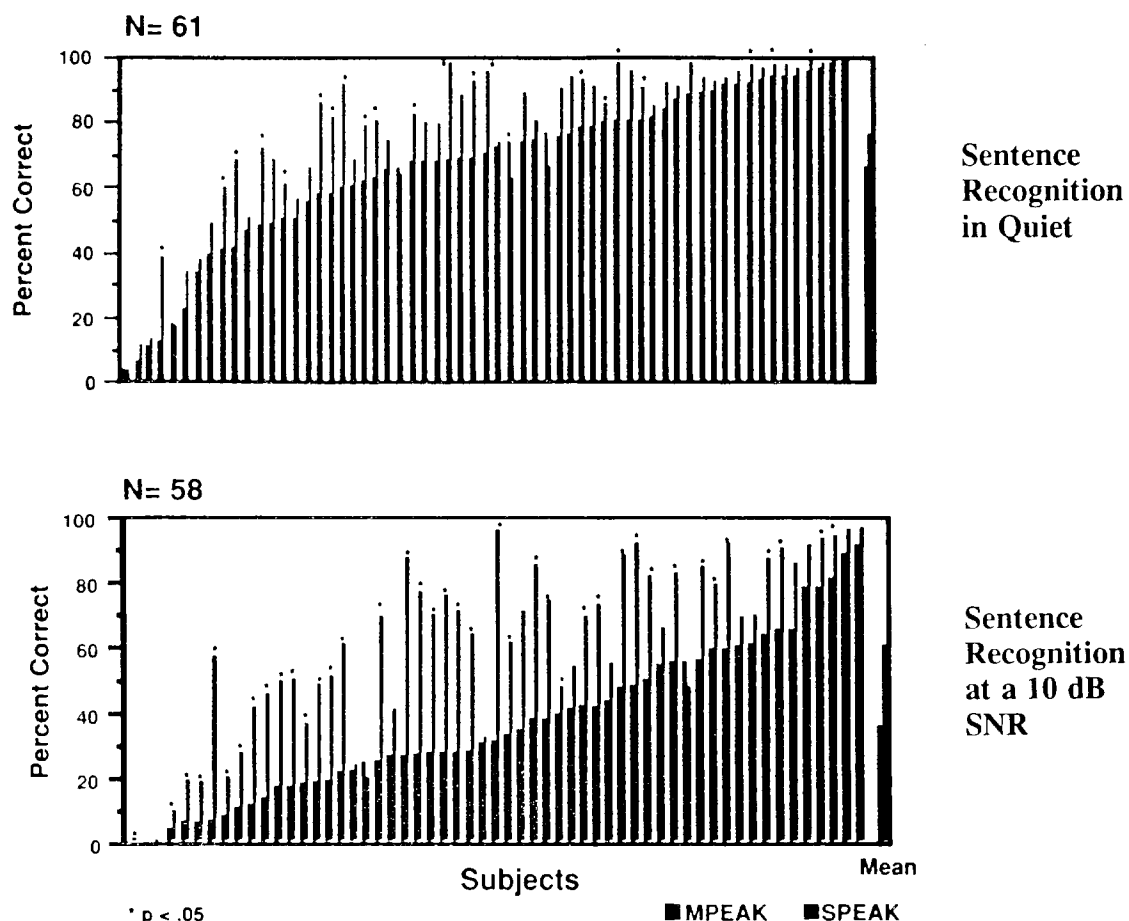 N= 61
100
80
60
40
20
0
Percent Correct
Sentence
Recognition
in Quiet
N= 58
100
80
60
40
20
0
Percent Correct
Sentence
Recognition
at a 10 dB
SNR
Mean
Subjects
* p < .05
MPEAK SPEAK